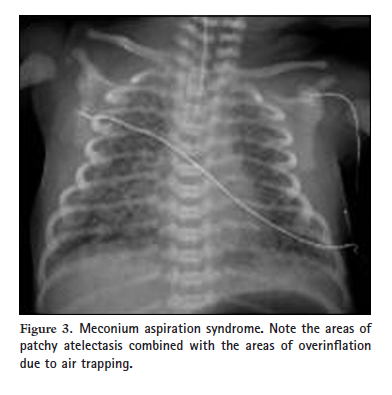 Figure 3. Meconium aspiration syndrome. Note the areas of
patchy atelectasis combined with the areas of overinflation
due to air trapping.